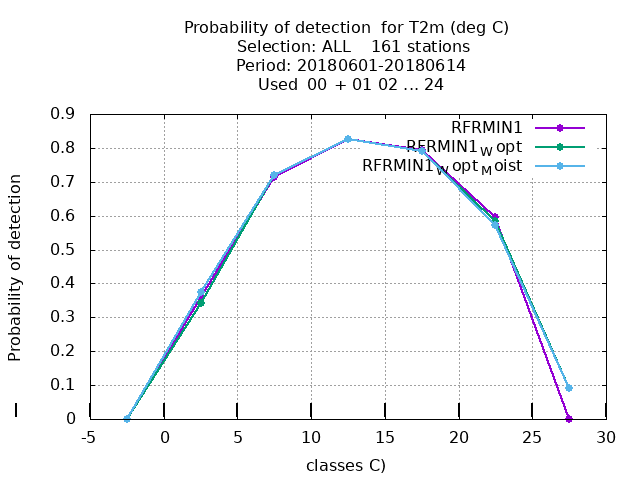 Probability of detection  for T2m (deg C)
Selection: ALL    161 stations
Period: 20180601-20180614
Used  00 + 01 02 ... 24
RFRMIN1
RFRMIN1_W opt
RFRMIN1_W opt_M oist
Probability of detection
0.9
0.8
0.7
0.6
0.5
0.4
0.3
0.2
0.1
0
-5 0 5 10 15 20 25 30
classes C)